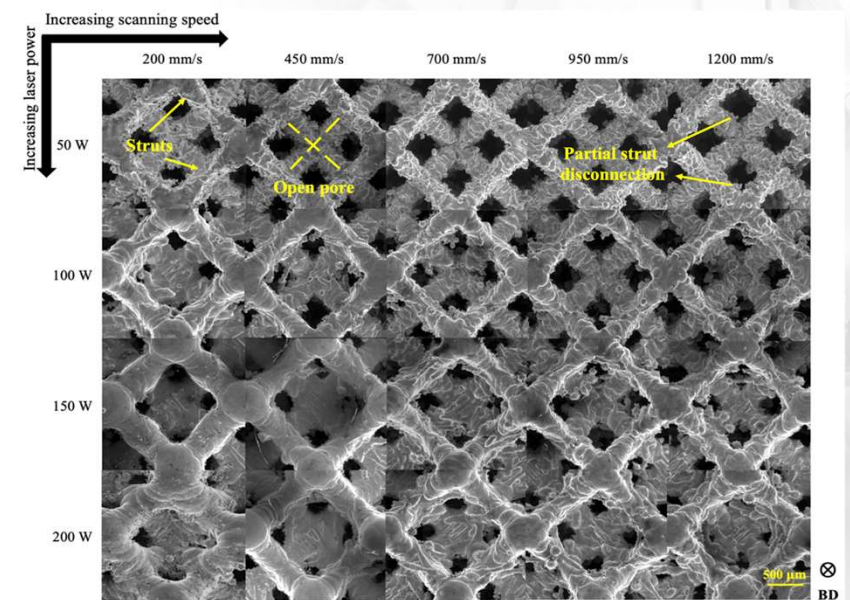 Increasing scanning speed
Increasing laser power
200 mm/s
450 mm/s
700 mm/s
950 mm/s
1200 mm/s
50 W
Struts
Open pore
Partial strut
disconnection
100 W
150 W
200 W
500 μm
BD